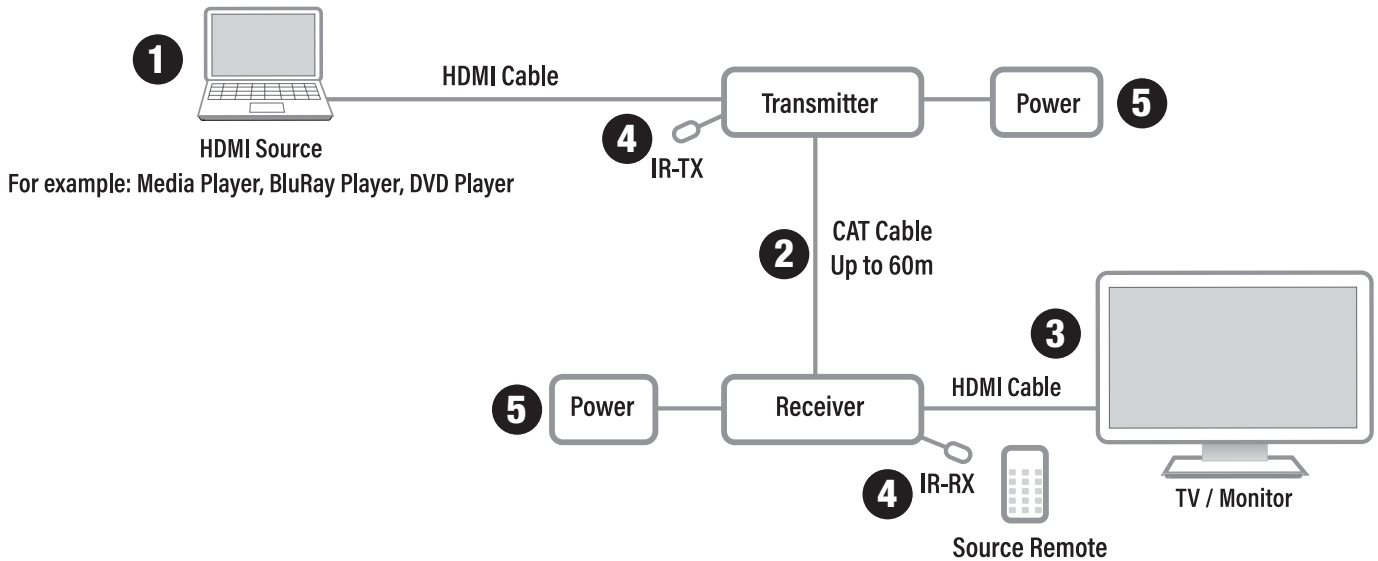 1
HDMI Cable
Transmitter
Power
5
4
IR-TX
HDMI Source
For example: Media Player, BluRay Player, DVD Player
2
CAT Cable
Up to 60m
3
5
Power
Receiver
HDMI Cable
4
IR-RX
TV / Monitor
Source Remote